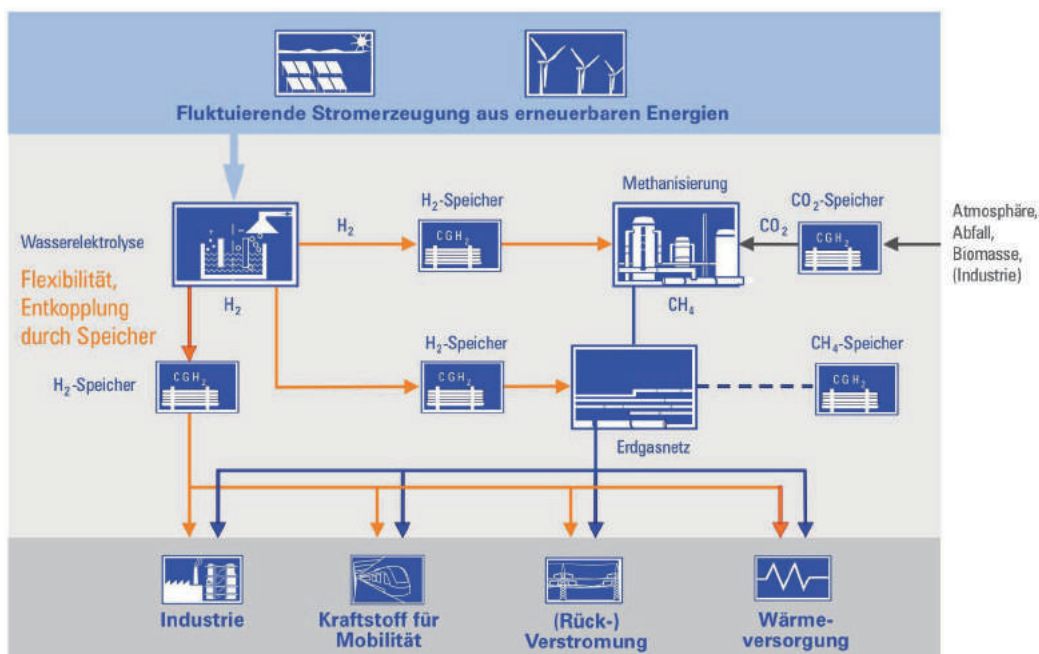 Fluktuierende Stromerzeugung aus erneuerbaren Energien
Wasserelektrolyse
Flexibilität,
Entkopplung
durch Speicher
H₂
H₂
H₂-Speicher
CGH₂
Methanisierung
CH₄
CO₂
CO₂-Speicher
CGH₂
Atmosphäre,
Abfall,
Biomasse,
(Industrie)
H₂-Speicher
CGH₂
H₂-Speicher
CGH₂
Erdgasnetz
CH₄-Speicher
CGH₂
Industrie
Kraftstoff für
Mobilität
(Rück-)
Verstromung
Wärme-
versorgung